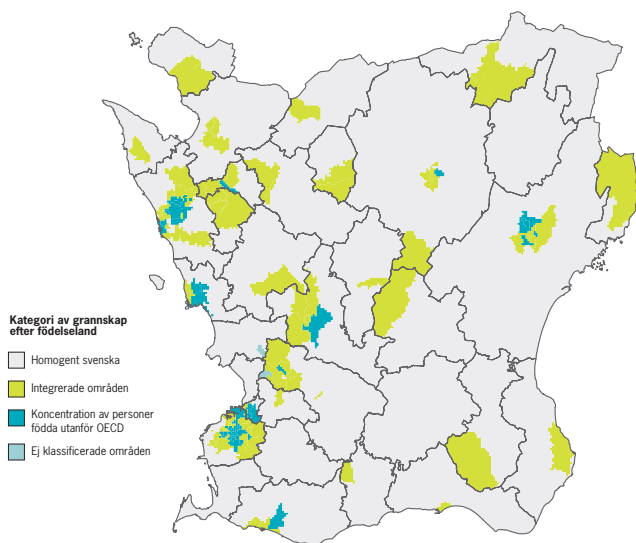 Kategori av grannskap
efter födelseland
Homogent svenska
Integrerade områden
Koncentration av personer
födda utanför OECD
Ej klassificerade områden